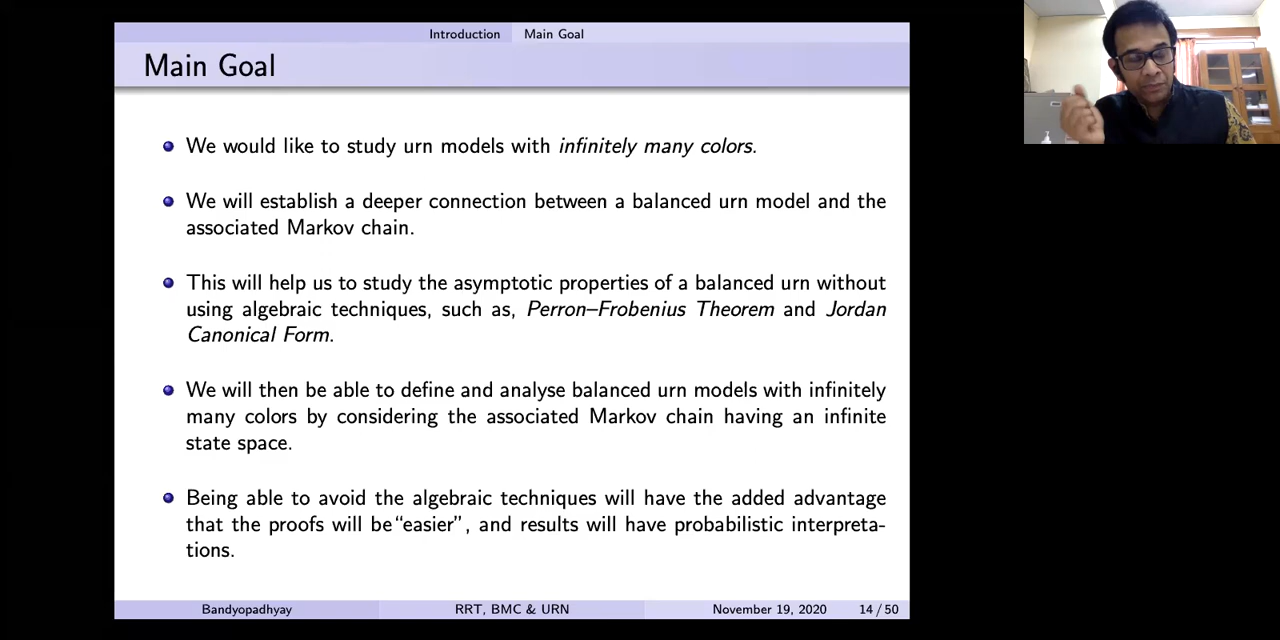 Introduction Main Goal
Main Goal
We would like to study urn models with infinitely many colors.
We will establish a deeper connection between a balanced urn model and the
associated Markov chain.
This will help us to study the asymptotic properties of a balanced urn without
using algebraic techniques, such as, Perron–Frobenius Theorem and Jordan
Canonical Form.
We will then be able to define and analyse balanced urn models with infinitely
many colors by considering the associated Markov chain having an infinite
state space.
Being able to avoid the algebraic techniques will have the added advantage
that the proofs will be “easier”, and results will have probabilistic interpreta-
tions.
Bandyopadhyay RRT, BMC & URN November 19, 2020 14 / 50